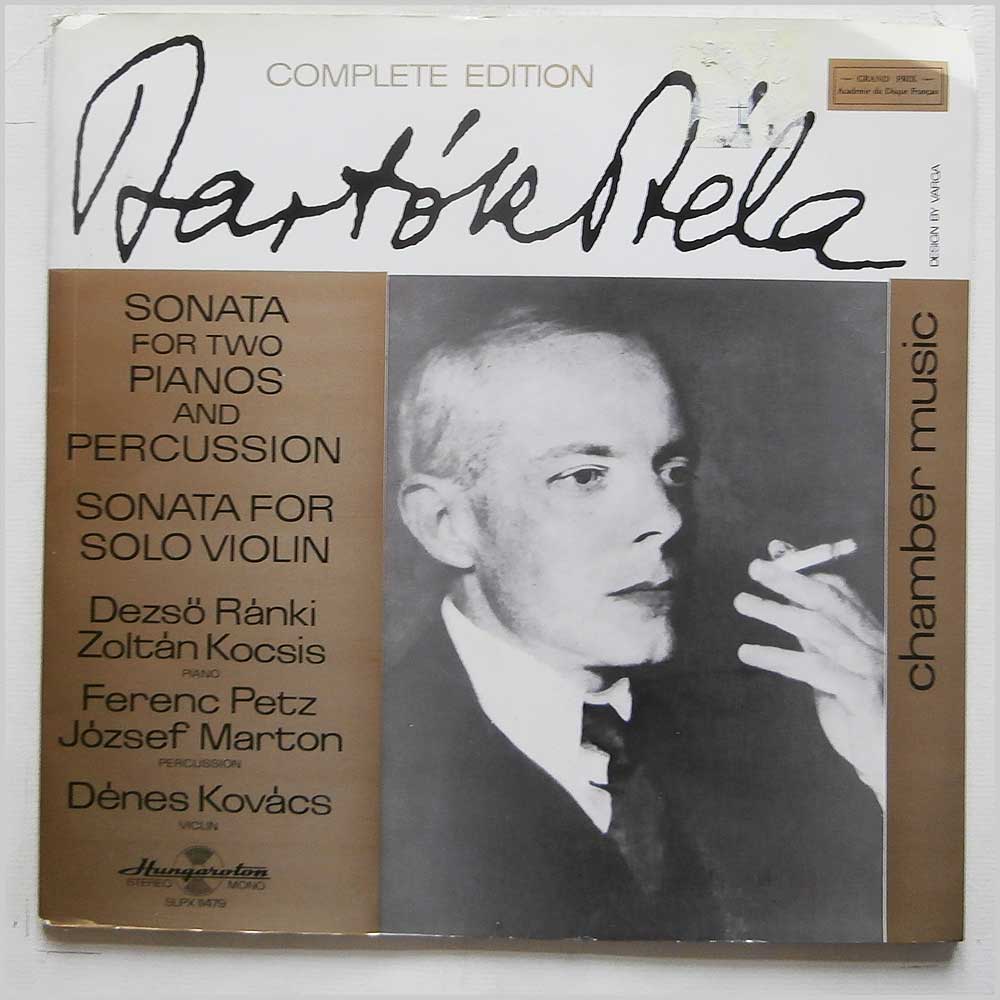 COMPLETE EDITION
Bartók Béla
GRAND PRIX
Academie du Disque Français
DESIGN BY VARGA
SONATA
FOR TWO
PIANOS
AND
PERCUSSION
SONATA FOR
SOLO VIOLIN
Dezsö Ránki
Zoltán Kocsis
PIANO
Ferenc Petz
József Marton
PERCUSSION
Dénes Kovács
VIOLIN
Hungaroton
STEREO MONO
SLPX 11479
chamber music